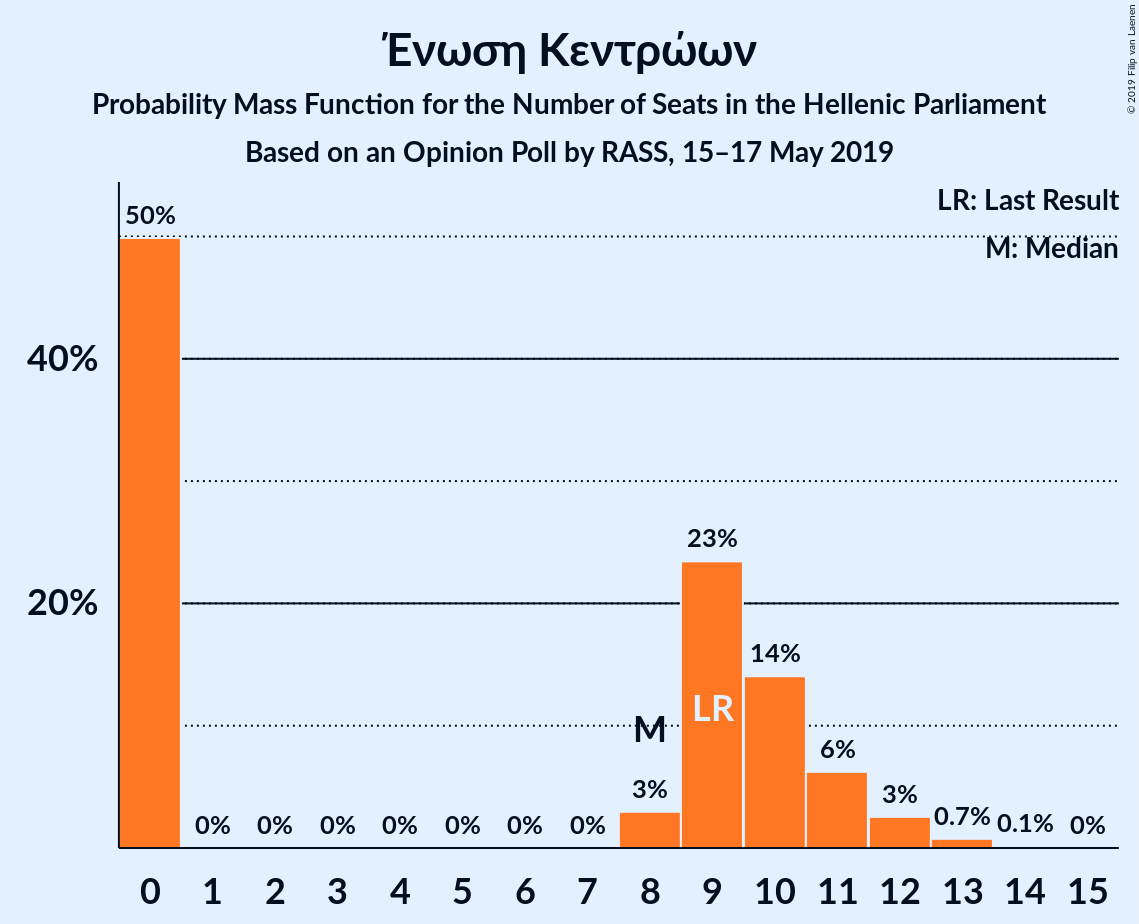 Ένωση Κεντρώων
Probability Mass Function for the Number of Seats in the Hellenic Parliament
Based on an Opinion Poll by RASS, 15–17 May 2019
© 2019 Filip van Laenen
LR: Last Result
M: Median
50%
40%
23%
20%
14%
LR
M
6%
3%
3%
0%
0%
0%
0%
0%
0%
0%
0.7%
0.1%
0%
0 1 2 3 4 5 6 7 8 9 10 11 12 13 14 15